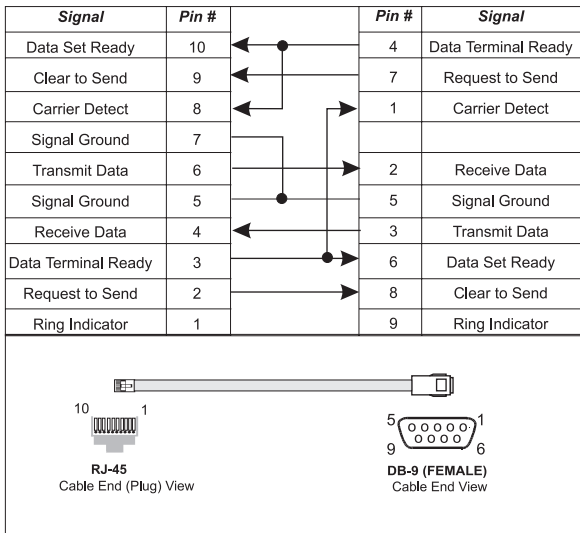 Signal Pin # Pin # Signal
Data Set Ready 10 4 Data Terminal Ready
Clear to Send 9 7 Request to Send
Carrier Detect 8 1 Carrier Detect
Signal Ground 7
Transmit Data 6 2 Receive Data
Signal Ground 5 5 Signal Ground
Receive Data 4 3 Transmit Data
Data Terminal Ready 3 6 Data Set Ready
Request to Send 2 8 Clear to Send
Ring Indicator 1 9 Ring Indicator
10 1
RJ-45
Cable End (Plug) View
5 1
9 6
DB-9 (FEMALE)
Cable End View